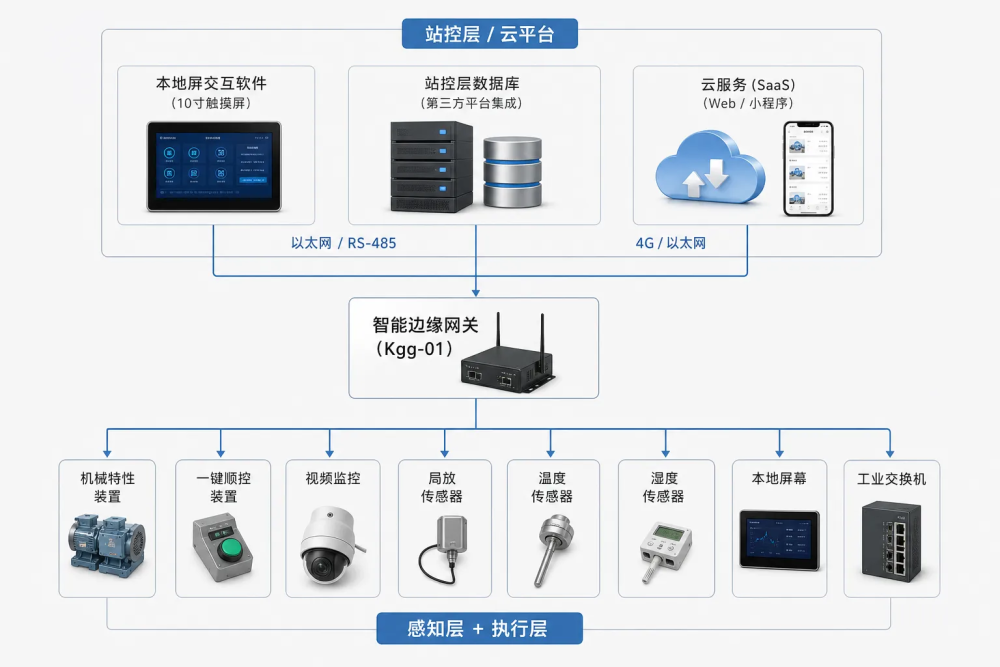 站控层 / 云平台
本地屏交互软件
（10寸触摸屏）
站控层数据库
（第三方平台集成）
云服务 (SaaS)
（Web / 小程序）
以太网 / RS-485
4G / 以太网
智能边缘网关
（Kgg-01）
机械特性
装置
一键顺控
装置
视频监控
局放
传感器
温度
传感器
湿度
传感器
本地屏幕
工业交换机
感知层 + 执行层